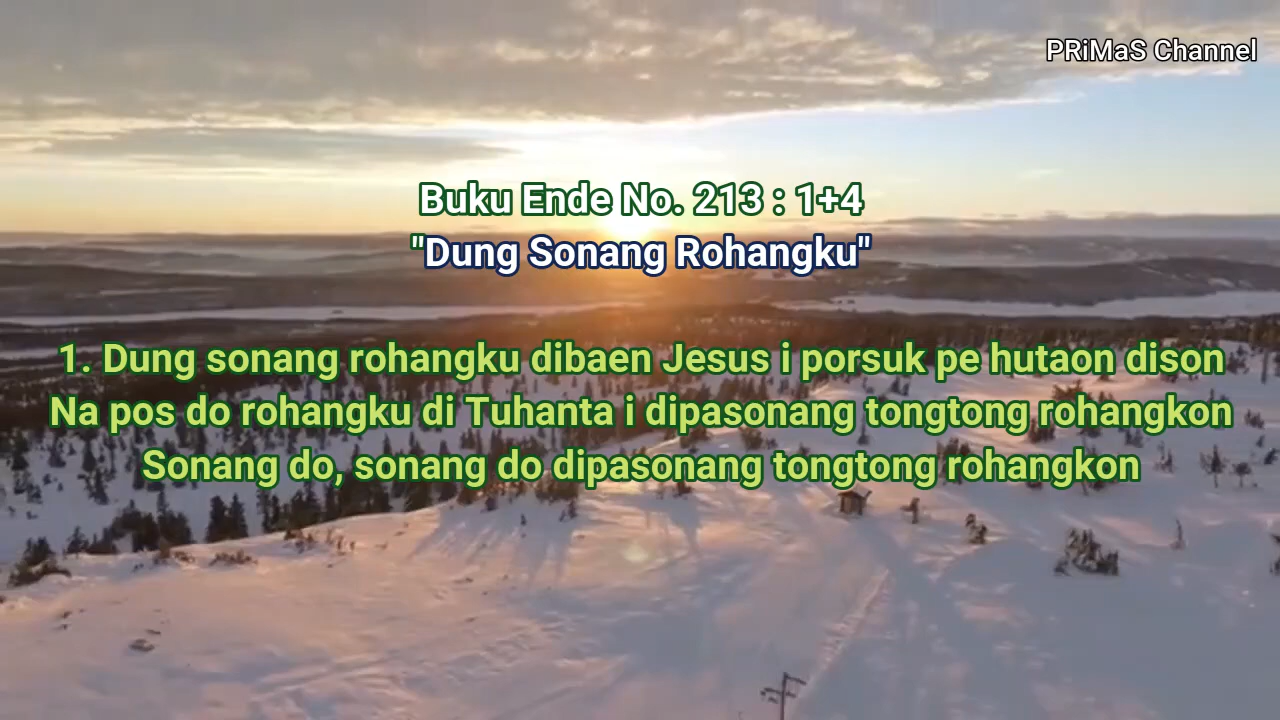 PRiMaS Channel
Buku Ende No. 213 : 1+4
"Dung Sonang Rohangku"
1. Dung sonang rohangku dibaen Jesus i porsuk pe hutaon dison
Na pos do rohangku di Tuhanta i dipasonang tongtong rohangkon
Sonang do, sonang do dipasonang tongtong rohangkon